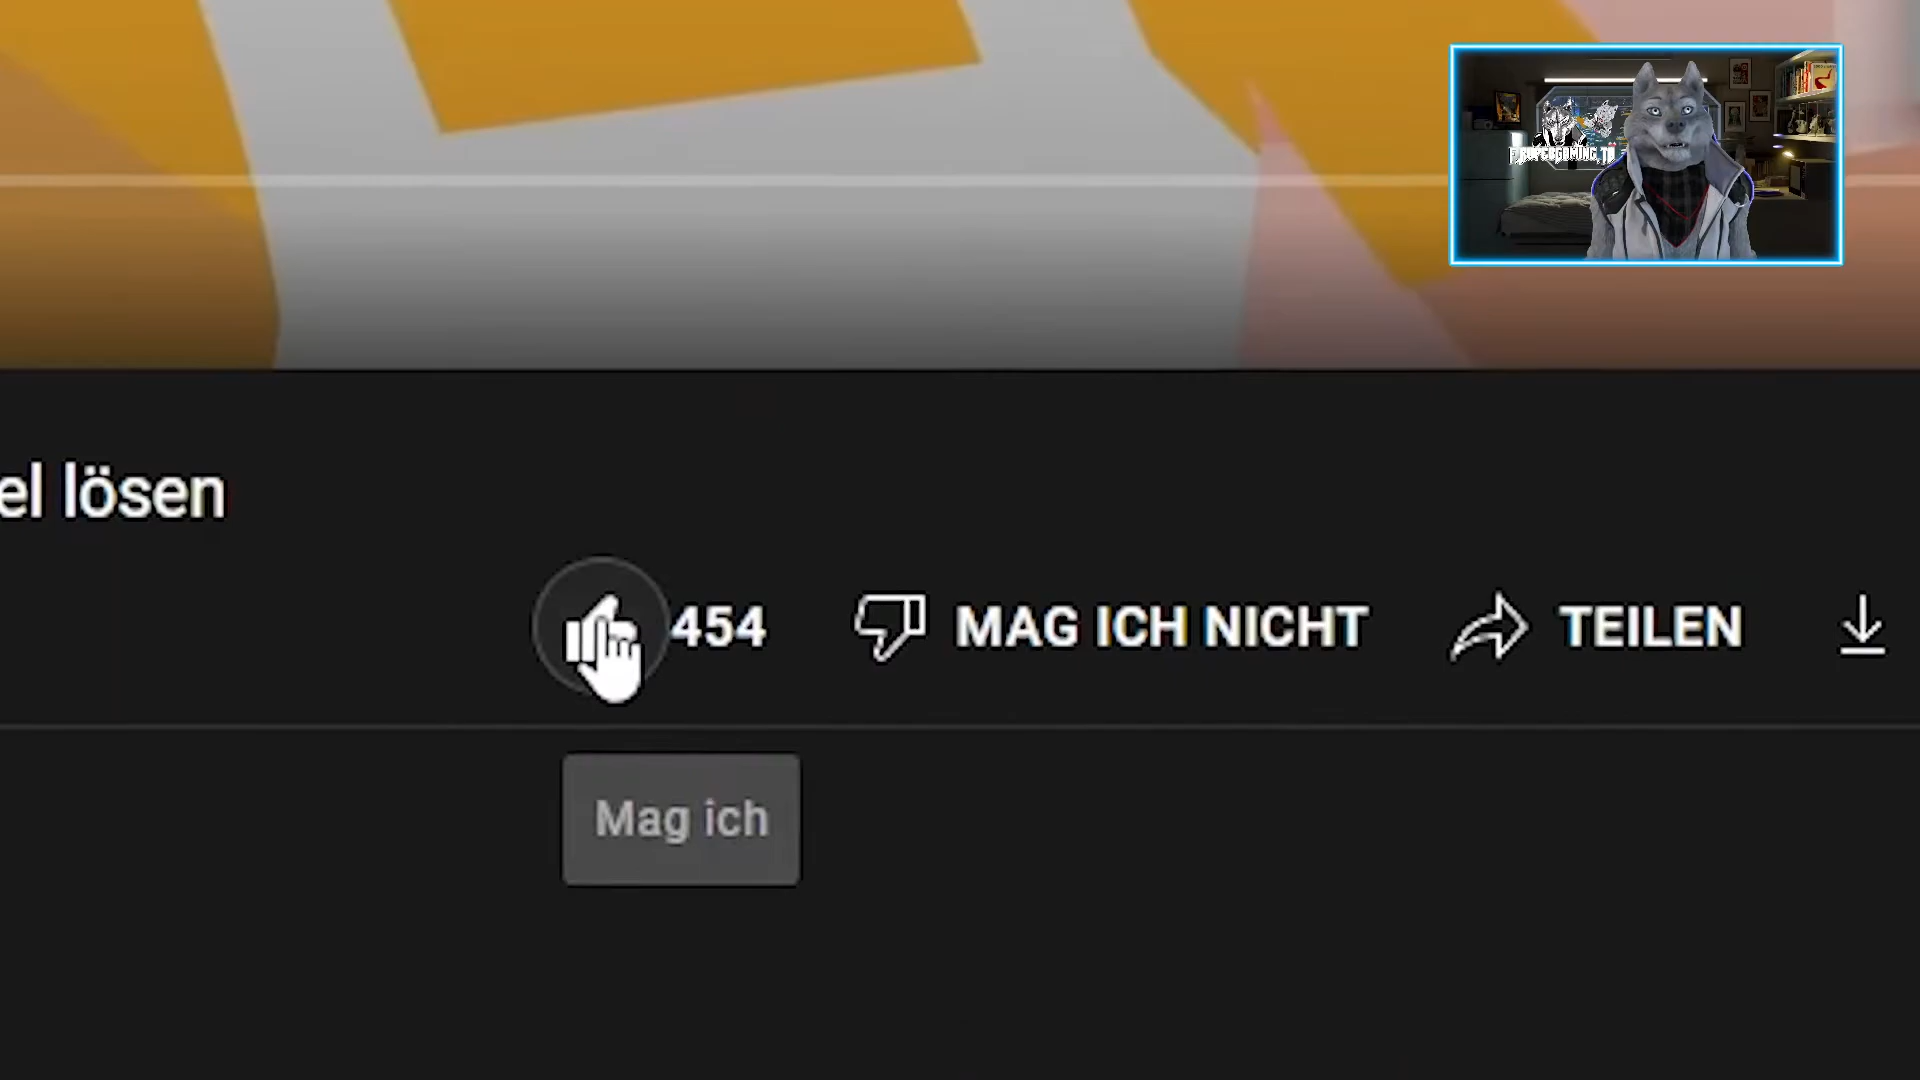 el lösen
454
MAG ICH NICHT
TEILEN
Mag ich